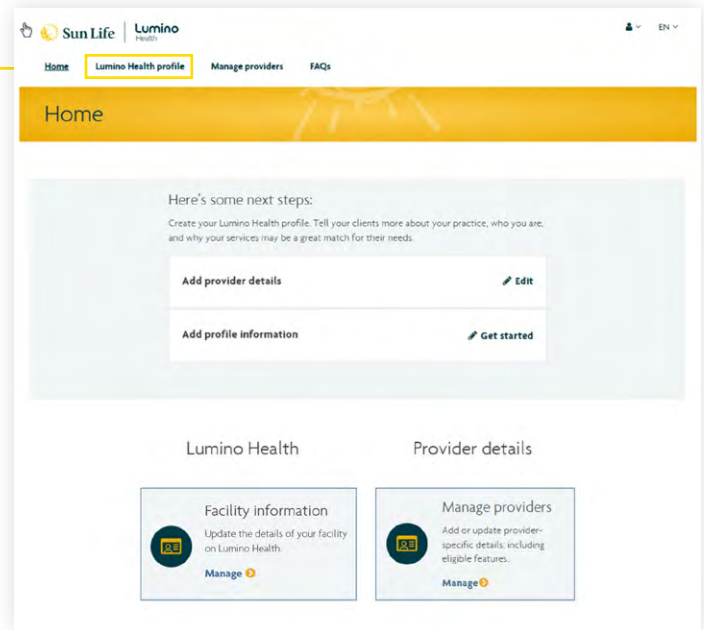 Sun Life | Lumino Health
EN
Home Lumino Health profile Manage providers FAQs
Home
Here's some next steps:
Create your Lumino Health profile. Tell your clients more about your practice, who you are,
and why your services may be a great match for their needs.
Add provider details Edit
Add profile information Get started
Lumino Health
Facility information
Update the details of your facility
on Lumino Health.
Manage
Provider details
Manage providers
Add or update provider-
specific details, including
eligible features.
Manage